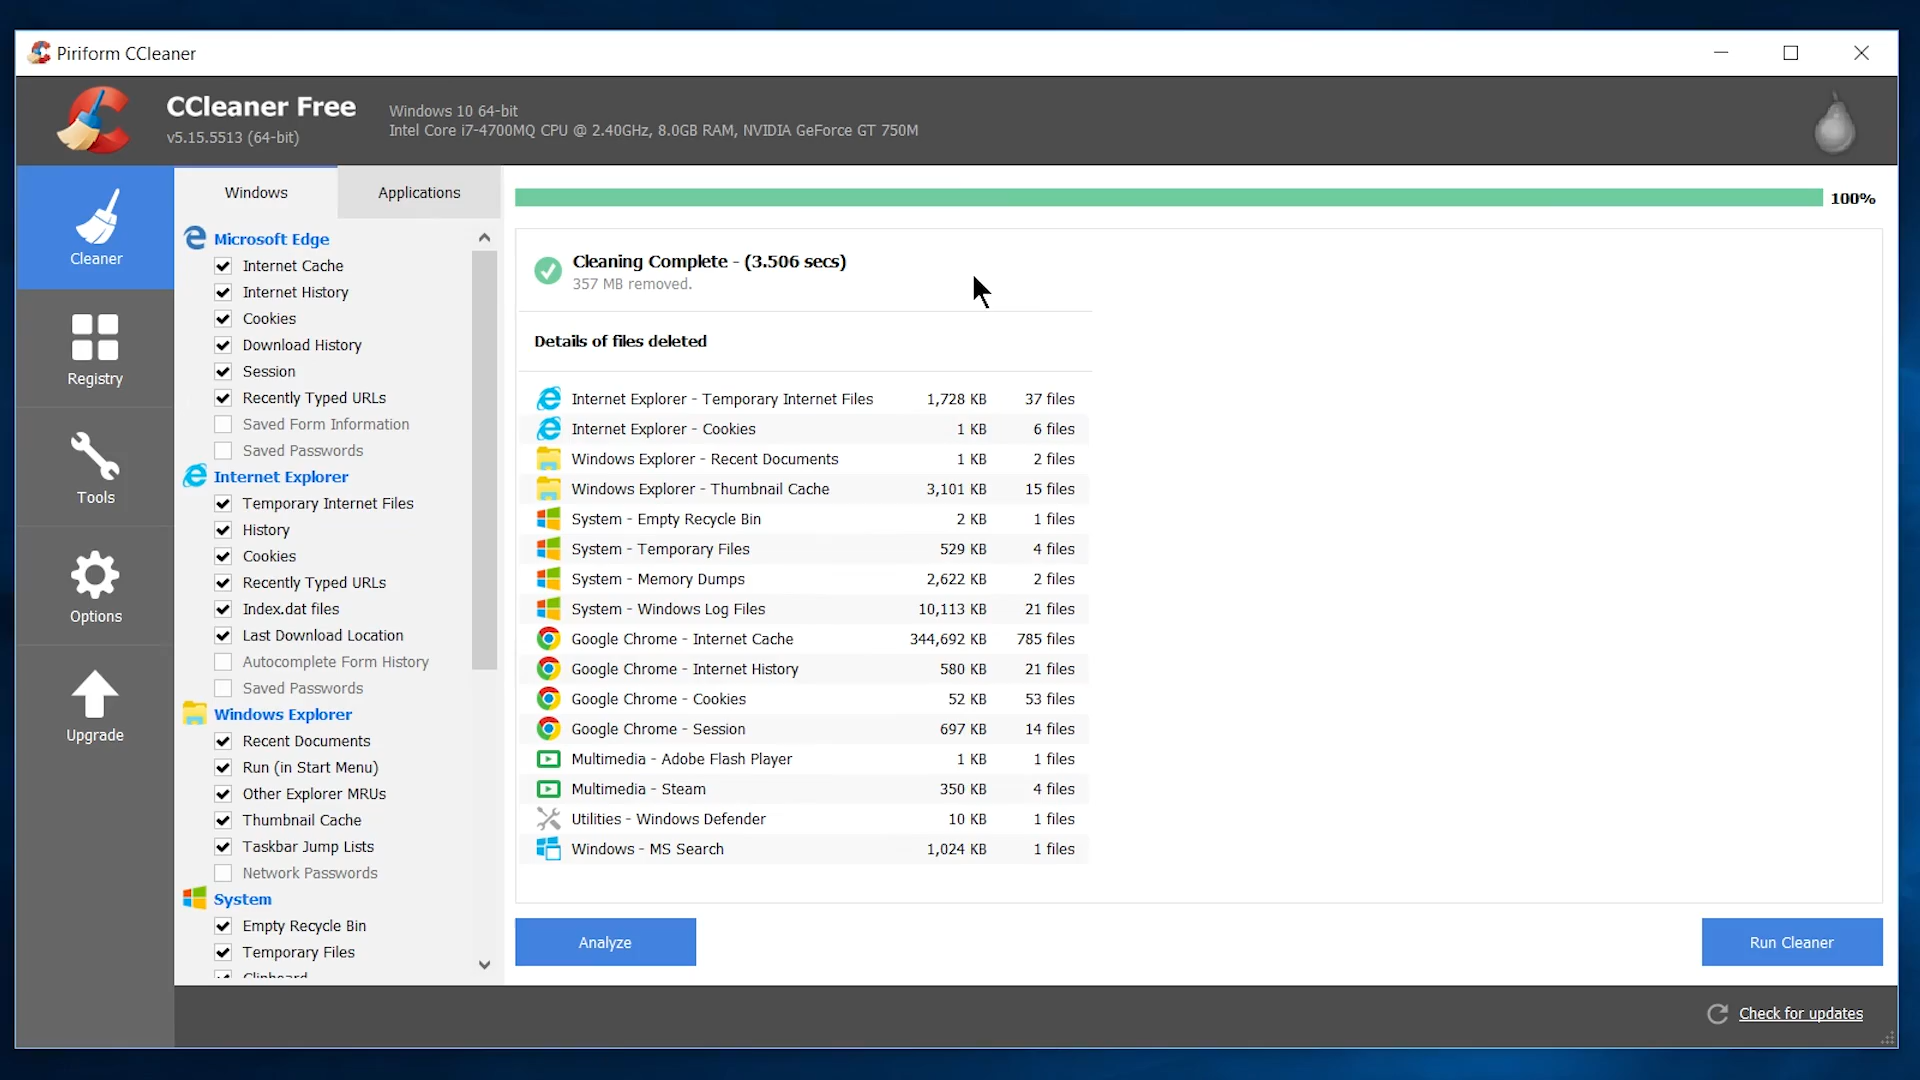 Piriform CCleaner
CCleaner Free
v5.15.5513 (64-bit)
Windows 10 64-bit
Intel Core i7-4700MQ CPU @ 2.40GHz, 8.0GB RAM, NVIDIA GeForce GT 750M
Cleaner
Registry
Tools
Options
Upgrade
Windows
Applications
Microsoft Edge
Internet Cache
Internet History
Cookies
Download History
Session
Recently Typed URLs
Saved Form Information
Saved Passwords
Internet Explorer
Temporary Internet Files
History
Cookies
Recently Typed URLs
Index.dat files
Last Download Location
Autocomplete Form History
Saved Passwords
Windows Explorer
Recent Documents
Run (in Start Menu)
Other Explorer MRUs
Thumbnail Cache
Taskbar Jump Lists
Network Passwords
System
Empty Recycle Bin
Temporary Files
Clipboard
100%
Cleaning Complete - (3.506 secs)
357 MB removed.
Details of files deleted
Internet Explorer - Temporary Internet Files 1,728 KB 37 files
Internet Explorer - Cookies 1 KB 6 files
Windows Explorer - Recent Documents 1 KB 2 files
Windows Explorer - Thumbnail Cache 3,101 KB 15 files
System - Empty Recycle Bin 2 KB 1 files
System - Temporary Files 529 KB 4 files
System - Memory Dumps 2,622 KB 2 files
System - Windows Log Files 10,113 KB 21 files
Google Chrome - Internet Cache 344,692 KB 785 files
Google Chrome - Internet History 580 KB 21 files
Google Chrome - Cookies 52 KB 53 files
Google Chrome - Session 697 KB 14 files
Multimedia - Adobe Flash Player 1 KB 1 files
Multimedia - Steam 350 KB 4 files
Utilities - Windows Defender 10 KB 1 files
Windows - MS Search 1,024 KB 1 files
Analyze
Run Cleaner
Check for updates